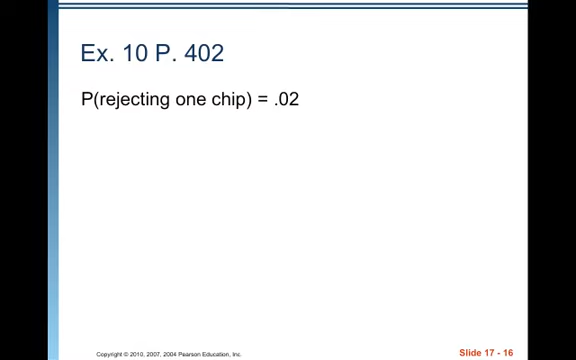 Ex. 10 P. 402
P(rejecting one chip) = .02
Copyright © 2010, 2007, 2004 Pearson Education, Inc.
Slide 17 - 16